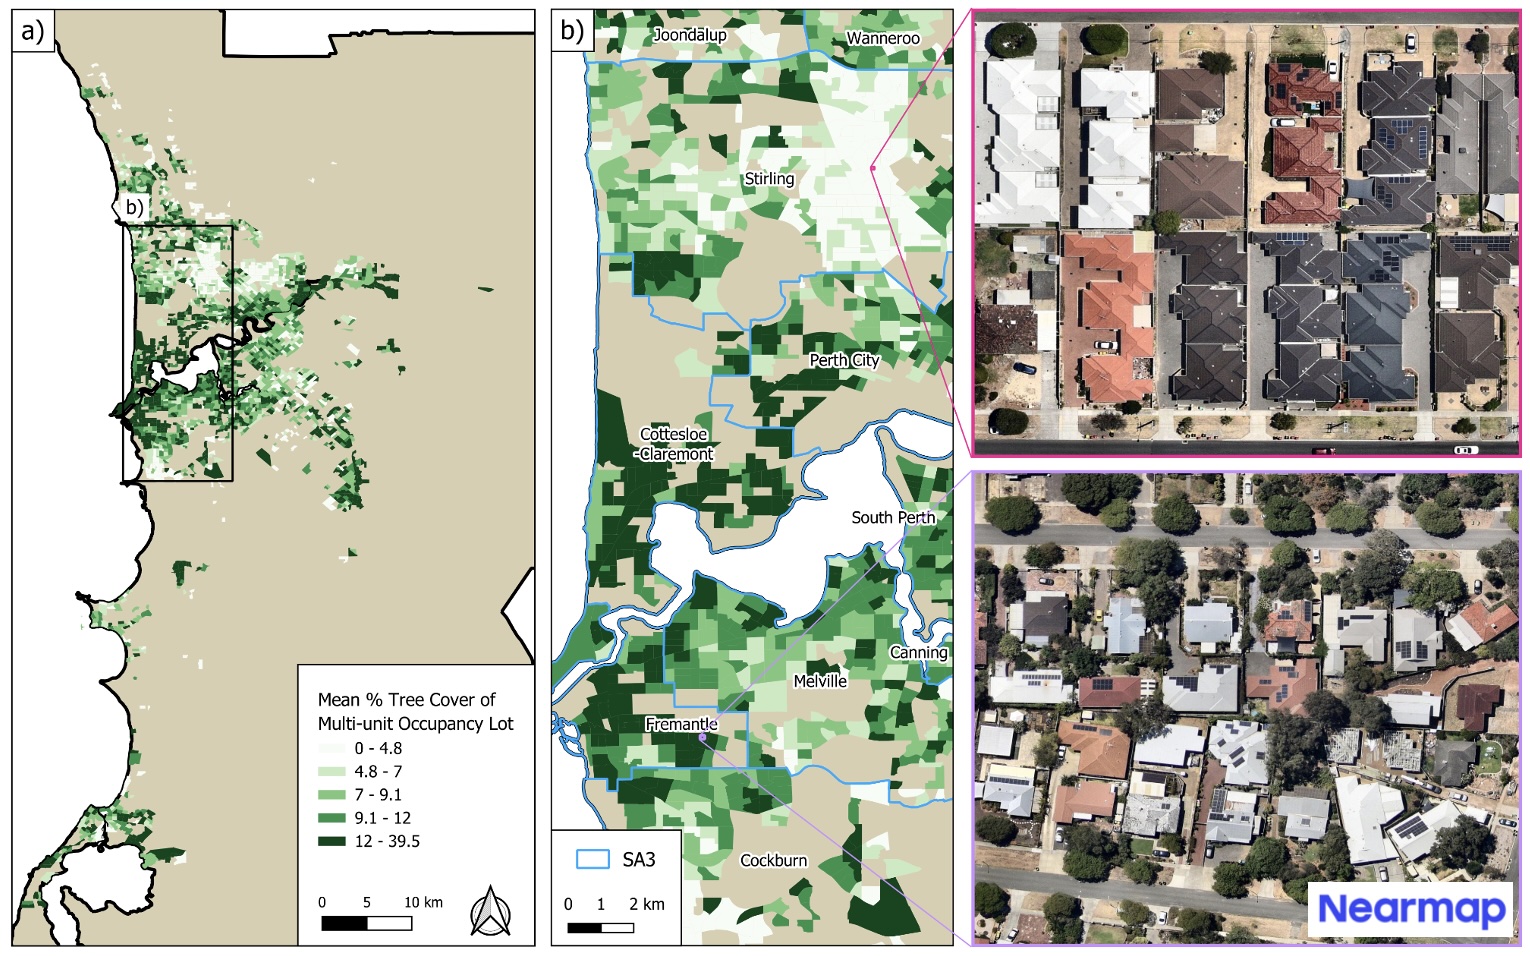 a)
b)
Mean % Tree Cover of
Multi-unit Occupancy Lot
0 - 4.8
4.8 - 7
7 - 9.1
9.1 - 12
12 - 39.5
0 5 10 km
b)
Joondalup
Wanneroo
Stirling
Perth City
Cottesloe
-Claremont
South Perth
Canning
Melville
Fremantle
Cockburn
SA3
0 1 2 km
Nearmap